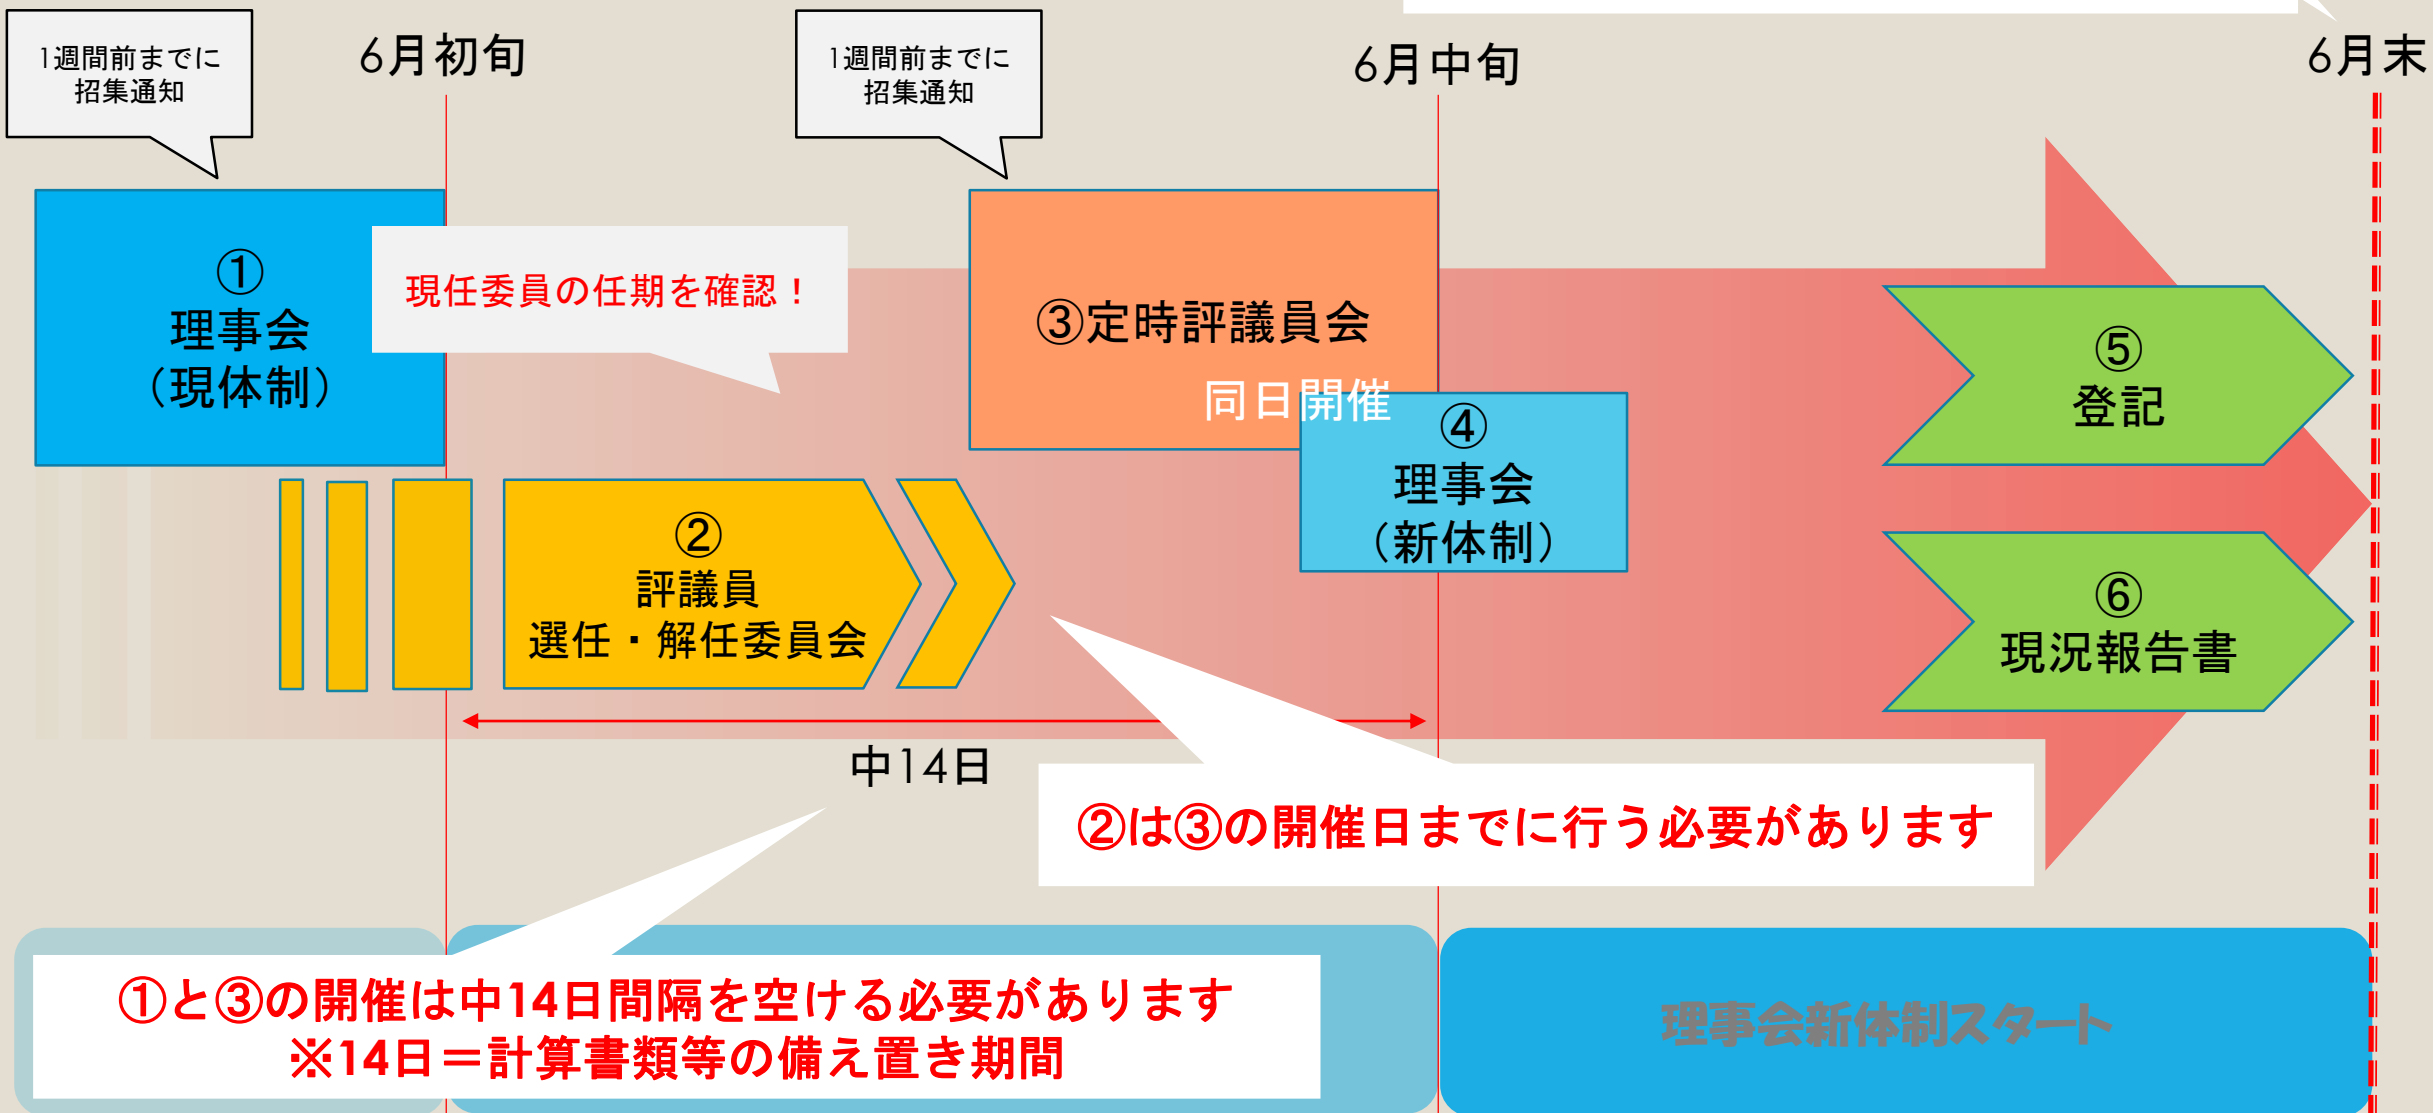 1週間前までに
招集通知
6月初旬
1週間前までに
招集通知
6月中旬
6月末
①
理事会
（現体制）
現任委員の任期を確認！
③定時評議員会
同日開催
④
理事会
（新体制）
⑤
登記
②
評議員
選任・解任委員会
⑥
現況報告書
中14日
②は③の開催日までに行う必要があります
①と③の開催は中14日間隔を空ける必要があります
※14日＝計算書類等の備え置き期間
理事会新体制スタート